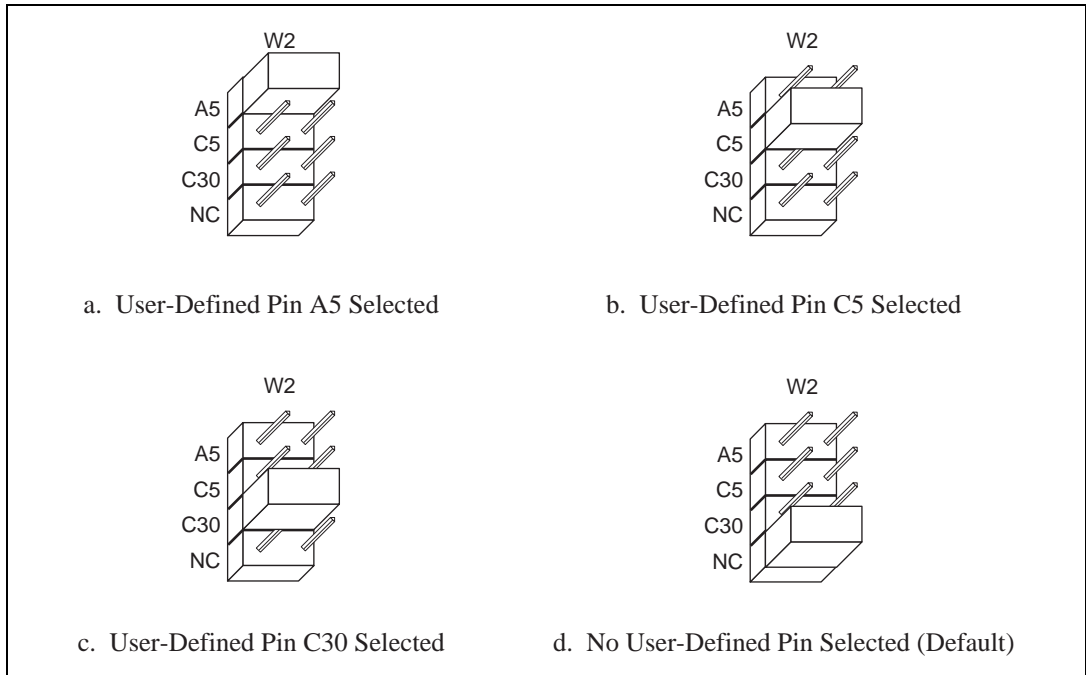 W2
A5
C5
C30
NC
a. User-Defined Pin A5 Selected
W2
A5
C5
C30
NC
b. User-Defined Pin C5 Selected
W2
A5
C5
C30
NC
c. User-Defined Pin C30 Selected
W2
A5
C5
C30
NC
d. No User-Defined Pin Selected (Default)